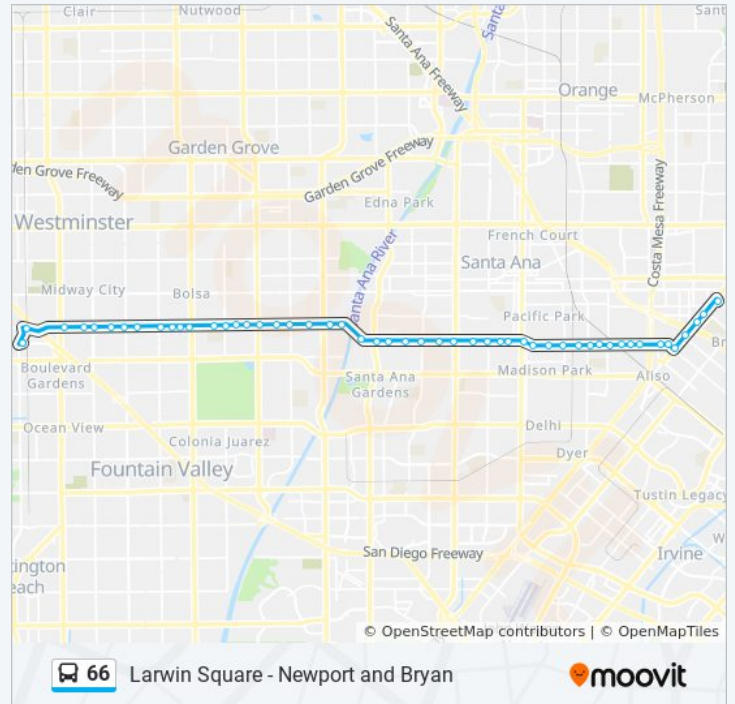 Clair
Nutwood
Sant
Santa
Santa Ana Freeway
Orange
McPherson
Garden Grove
Garden Grove Freeway
den Grove Freeway
Costa Mesa Freeway
Edna Park
Westminster
French Court
Santa Ana River
Santa Ana
Midway City
Bolsa
Pacific Park
Br
Boulevard
Gardens
Santa Ana
Gardens
Madison Park
Aliso
Ocean View
Colonia Juarez
Delhi
Dyer
Fountain Valley
Tustin Legacy
W
San Diego Freeway
Irvine
ington
each
© OpenStreetMap contributors | © OpenMapTiles
66 Larwin Square - Newport and Bryan
moovit